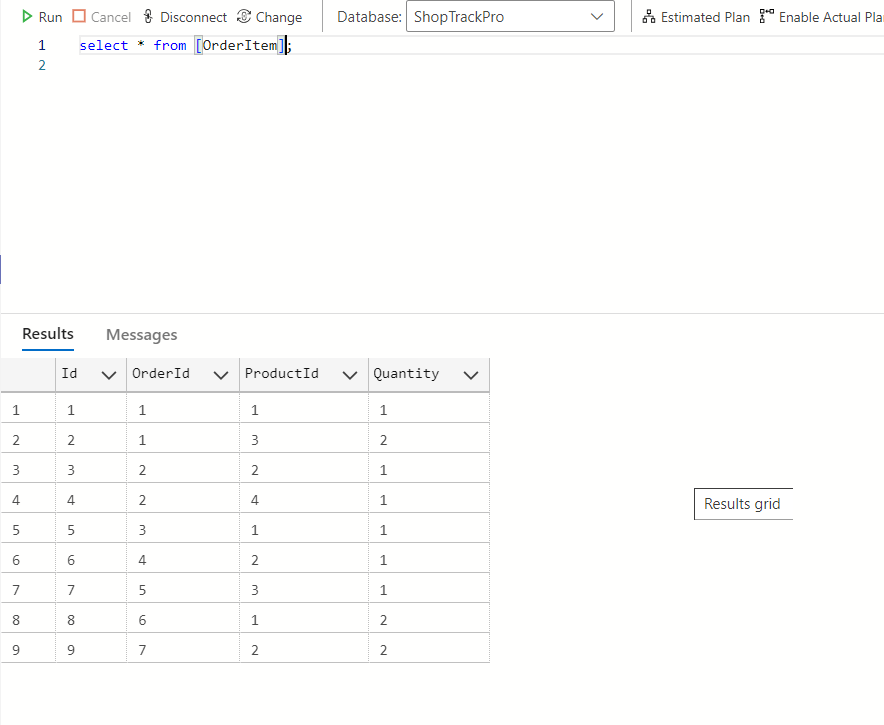 Run Cancel Disconnect Change Database: ShopTrackPro Estimated Plan Enable Actual Pla
1 select * from [OrderItem];
2
Results Messages
Id OrderId ProductId Quantity
1 1 1 1 1
2 2 1 3 2
3 3 2 2 1
4 4 2 4 1
Results grid
5 5 3 1 1
6 6 4 2 1
7 7 5 3 1
8 8 6 1 2
9 9 7 2 2